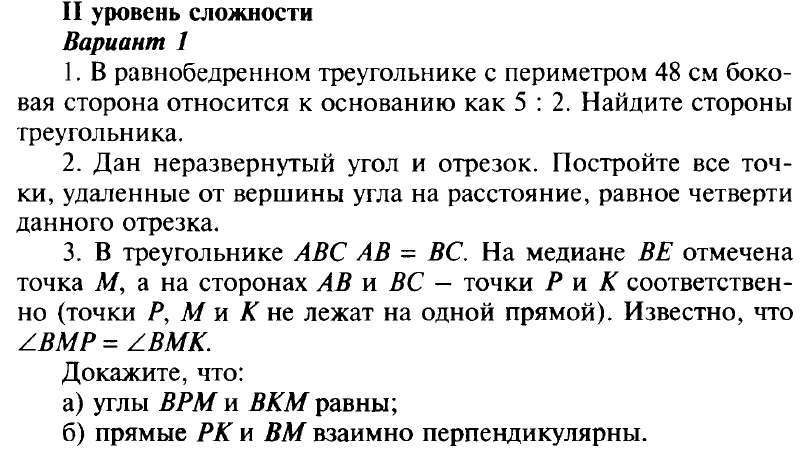 II уровень сложности
Вариант 1
1. В равнобедренном треугольнике с периметром 48 см боко-
вая сторона относится к основанию как 5 : 2. Найдите стороны
треугольника.
2. Дан неразвернутый угол и отрезок. Постройте все точ-
ки, удаленные от вершины угла на расстояние, равное четверти
данного отрезка.
3. В треугольнике ABC AB = BC. На медиане BE отмечена
точка M, а на сторонах AB и BC – точки P и K соответствен-
но (точки P, M и K не лежат на одной прямой). Известно, что
∠BMP = ∠BMK.
Докажите, что:
а) углы BPM и BKM равны;
б) прямые PK и BM взаимно перпендикулярны.